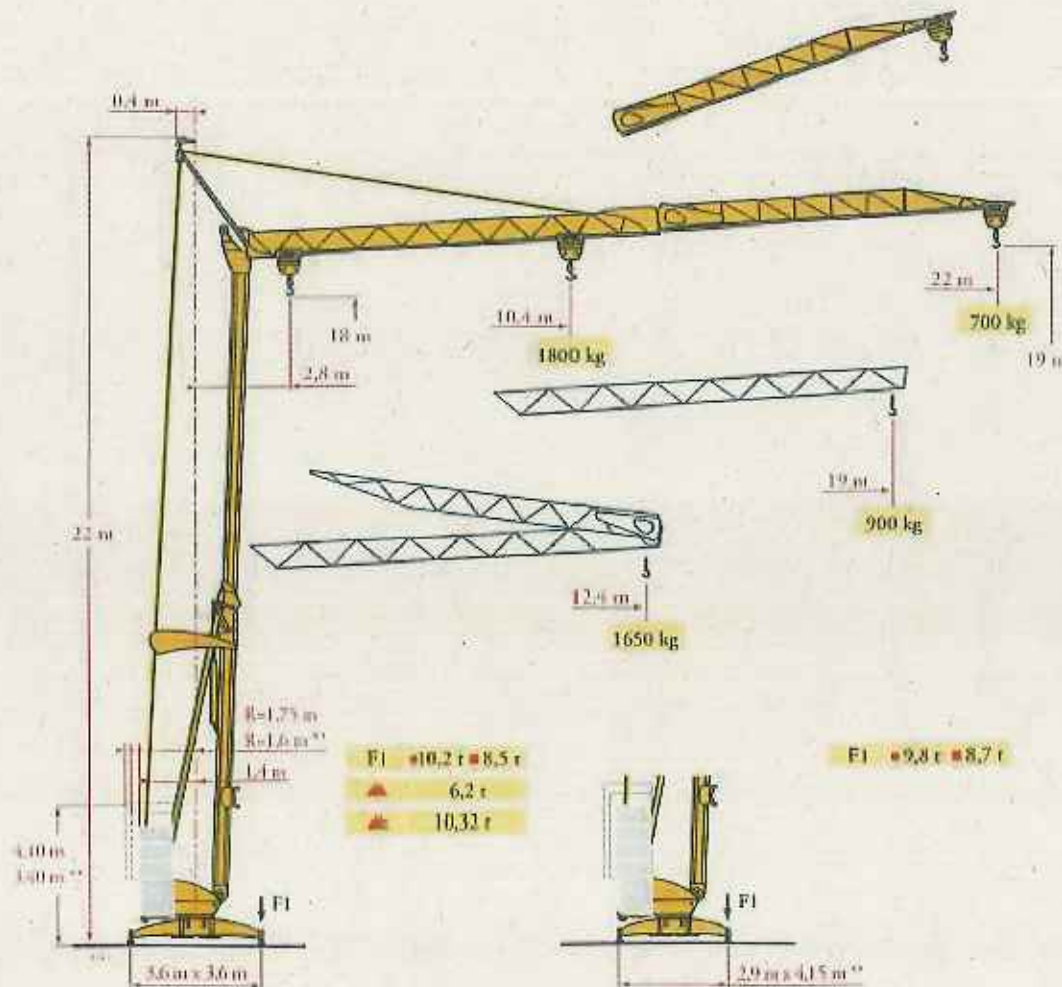 0,4 m
18 m
2,8 m
10,4 m
1800 kg
22 m
700 kg
19 m
19 m
900 kg
22 m
12,4 m
1650 kg
R=1,75 m
R=1,6 m **
1,4 m
F1 10,2 t 8,5 t
6,2 t
10,32 t
F1 9,8 t 8,7 t
4,10 m
3,40 m **
F1
F1
3,6 m x 3,6 m
2,9 m x 4,15 m **